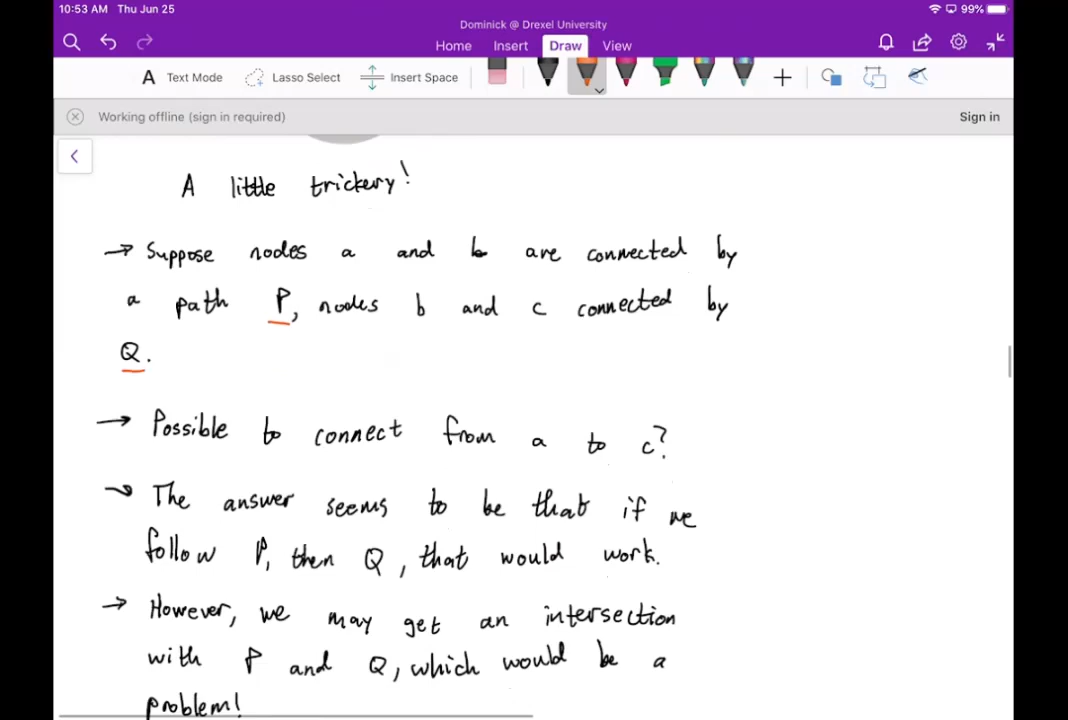 10:53 AM Thu Jun 25
99%
Dominick @ Drexel University
Home Insert Draw View
A Text Mode Lasso Select Insert Space
Working offline (sign in required) Sign in
A little trickery!
→ Suppose nodes a and b are connected by
a path P, nodes b and c connected by
Q.
→ Possible to connect from a to c?
→ The answer seems to be that if we
follow P, then Q, that would work.
→ However, we may get an intersection
with P and Q, which would be a
problem!